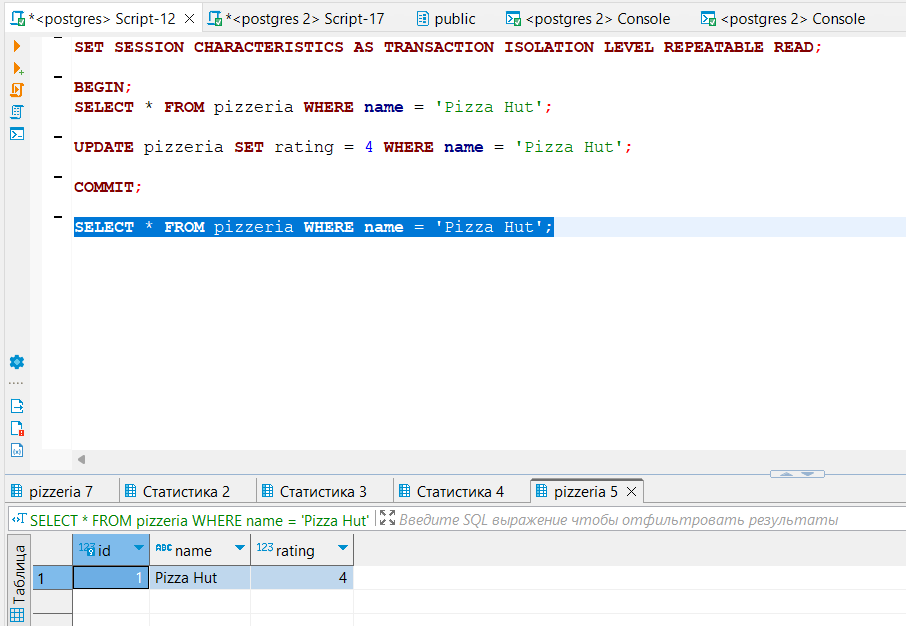 *<postgres> Script-12
*<postgres 2> Script-17
public
<postgres 2> Console
<postgres 2> Console
SET SESSION CHARACTERISTICS AS TRANSACTION ISOLATION LEVEL REPEATABLE READ;
BEGIN;
SELECT * FROM pizzeria WHERE name = 'Pizza Hut';
UPDATE pizzeria SET rating = 4 WHERE name = 'Pizza Hut';
COMMIT;
SELECT * FROM pizzeria WHERE name = 'Pizza Hut';
pizzeria 7
Статистика 2
Статистика 3
Статистика 4
pizzeria 5
SELECT * FROM pizzeria WHERE name = 'Pizza Hut'
Введите SQL выражение чтобы отфильтровать результаты
Таблица
123 id
ABC name
123 rating
1
1
Pizza Hut
4